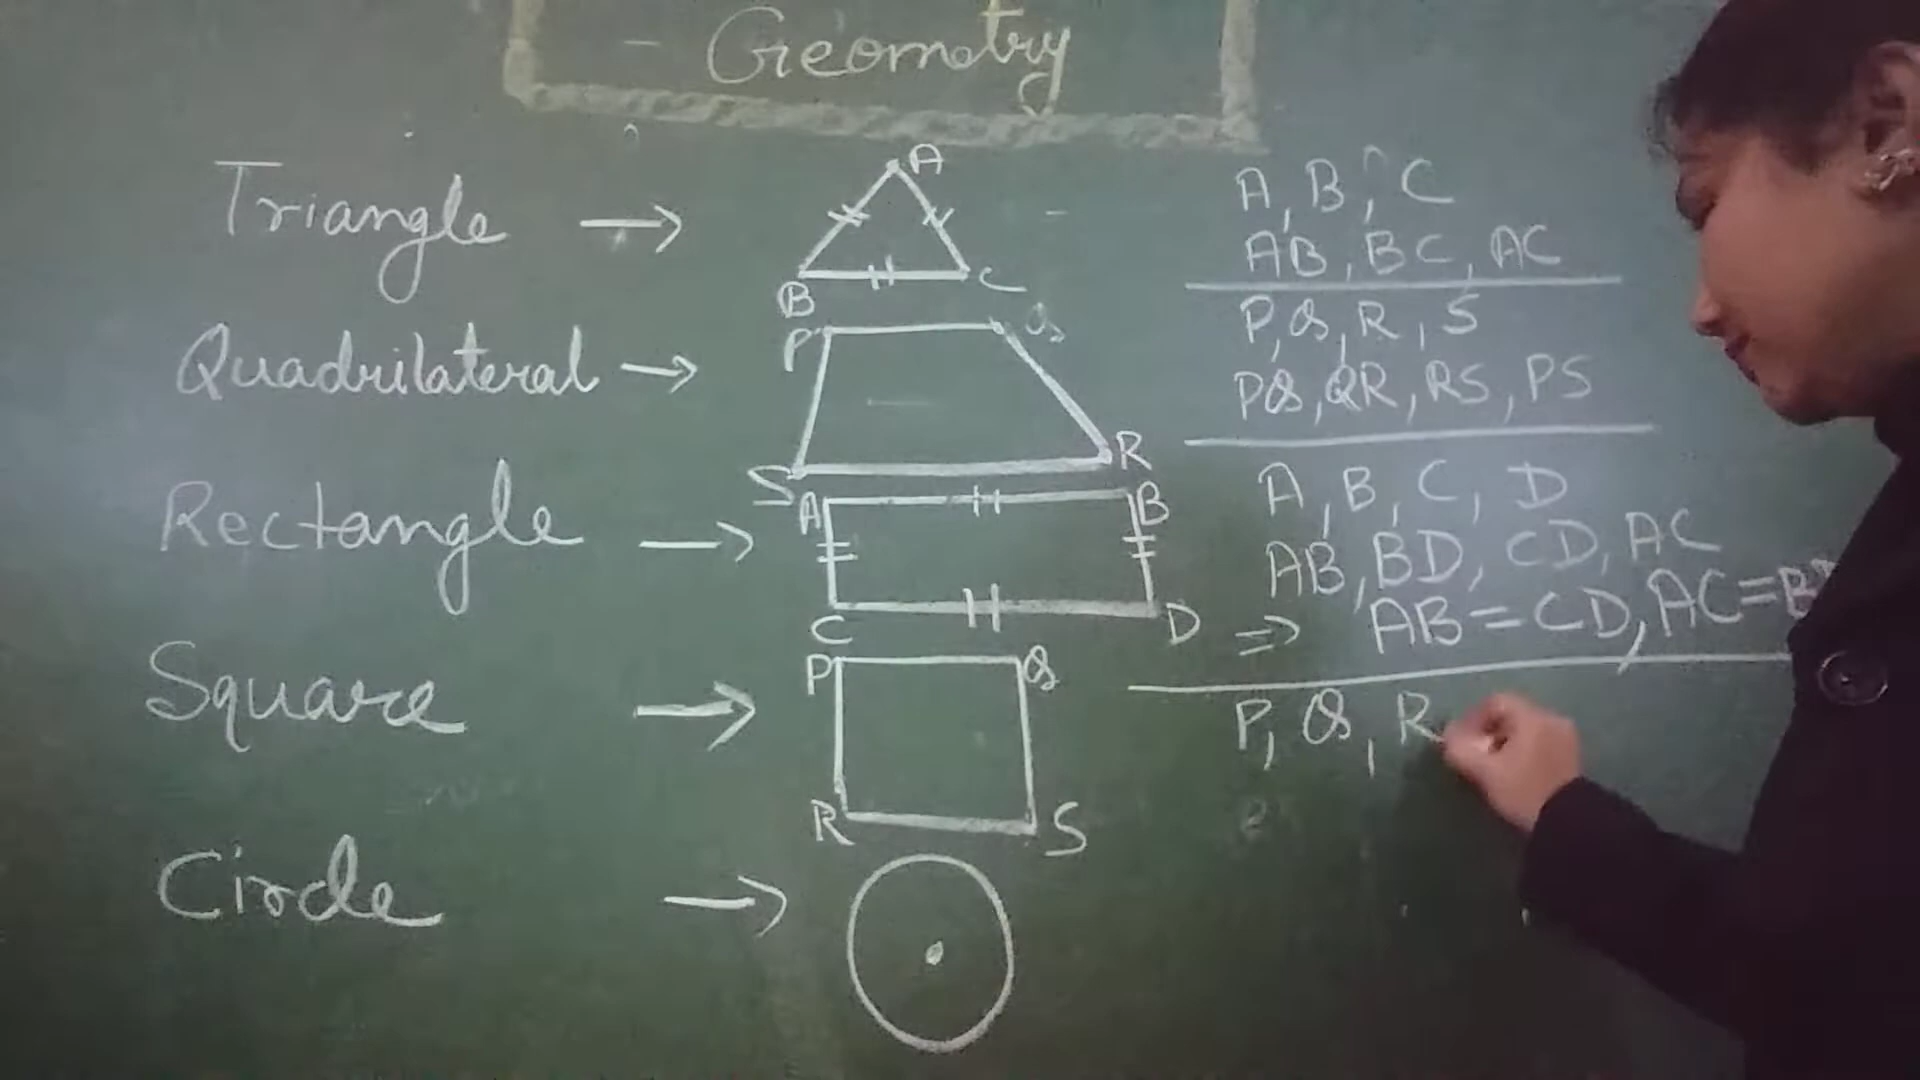 - Geometry
Triangle →
A
B
C
A, B, C
AB, BC, AC
Quadrilateral →
P
Q
S
R
P, Q, R, S
PQ, QR, RS, PS
Rectangle →
A
B
C
D
A, B, C, D
AB, BD, CD, AC
⇒ AB = CD, AC = B
Square →
P
Q
R
S
P, Q, R
Circle →